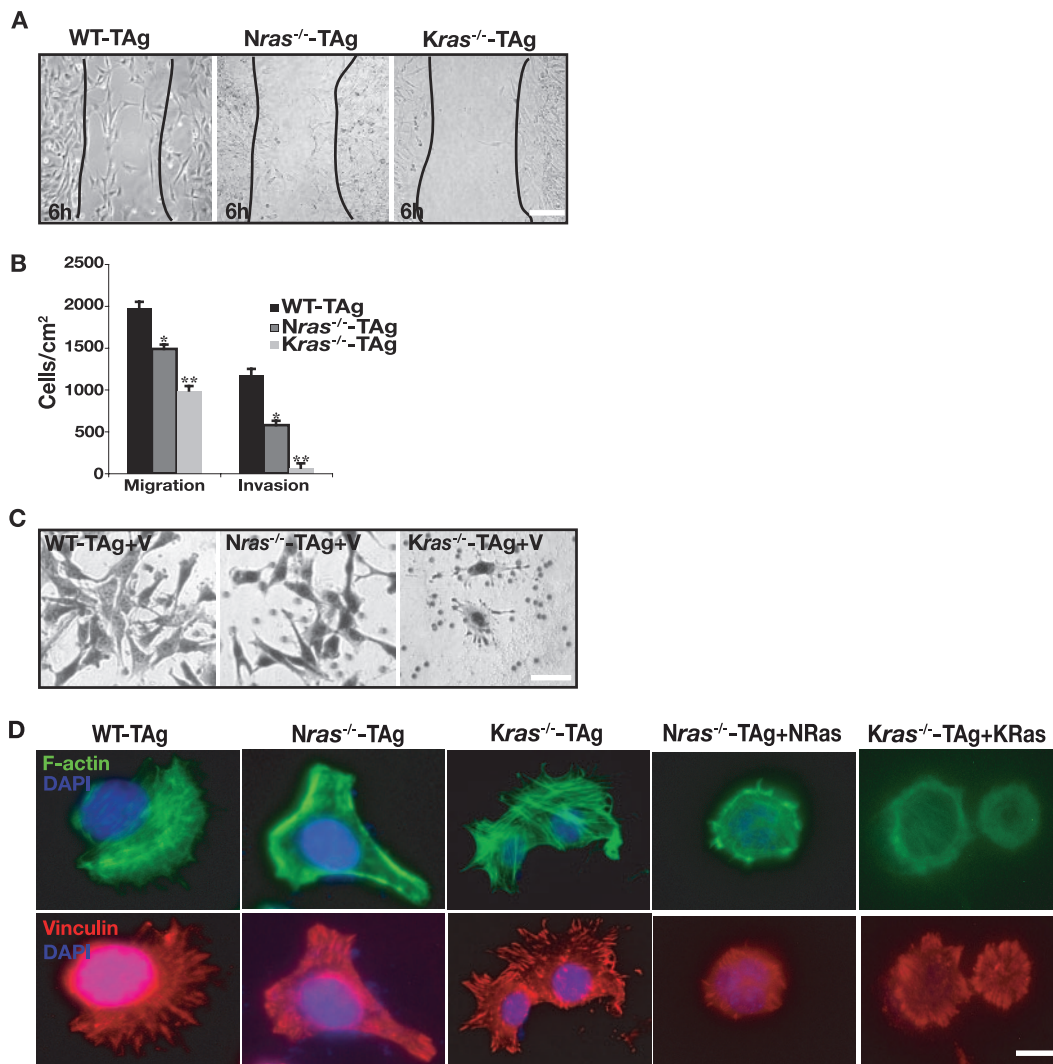 A
WT-TAg Nras-/--TAg Kras-/--TAg
6h 6h 6h
B
2500
2000
1500
1000
500
0
Cells/cm²
WT-TAg
Nras-/--TAg
Kras-/--TAg
* ** * **
Migration Invasion
C
WT-TAg+V Nras-/--TAg+V Kras-/--TAg+V
D
WT-TAg Nras-/--TAg Kras-/--TAg Nras-/--TAg+NRas Kras-/--TAg+KRas
F-actin
DAPI
Vinculin
DAPI